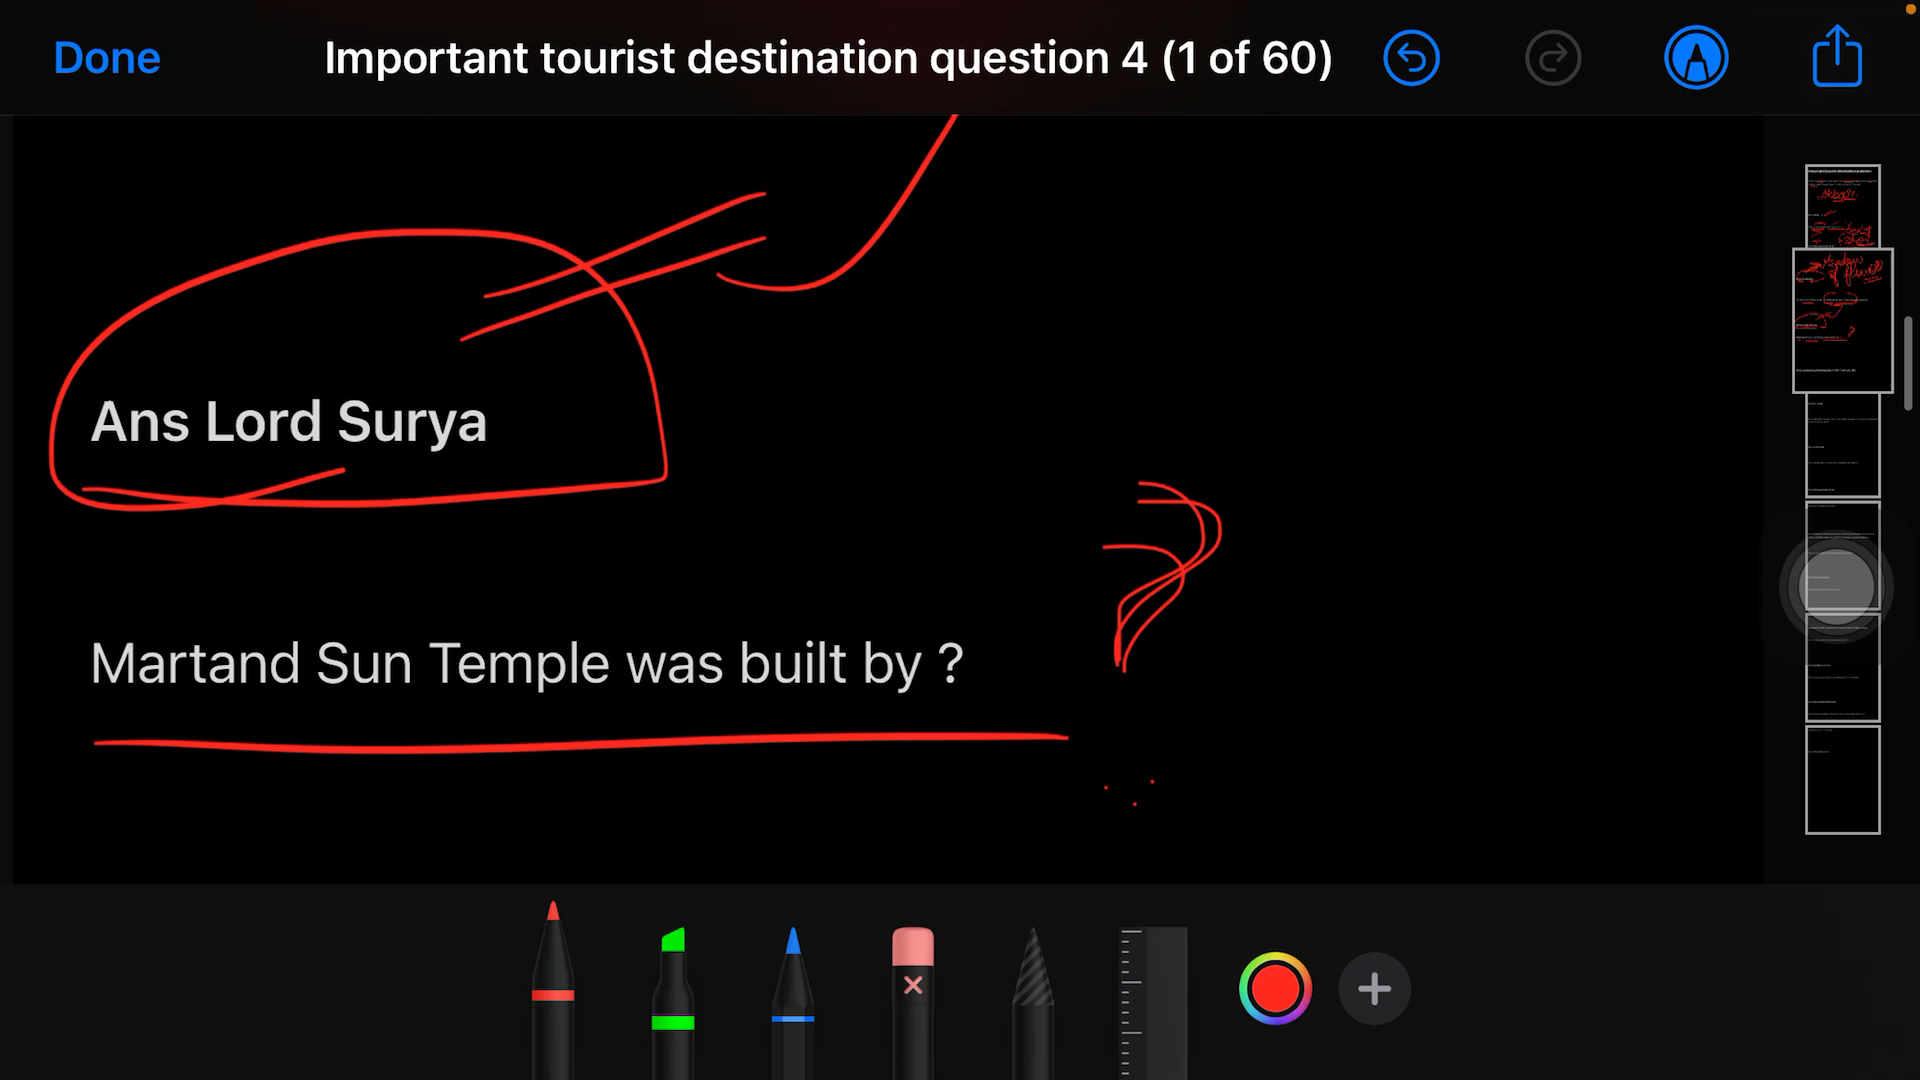 Done
Important tourist destination question 4 (1 of 60)
Ans Lord Surya
Martand Sun Temple was built by ?